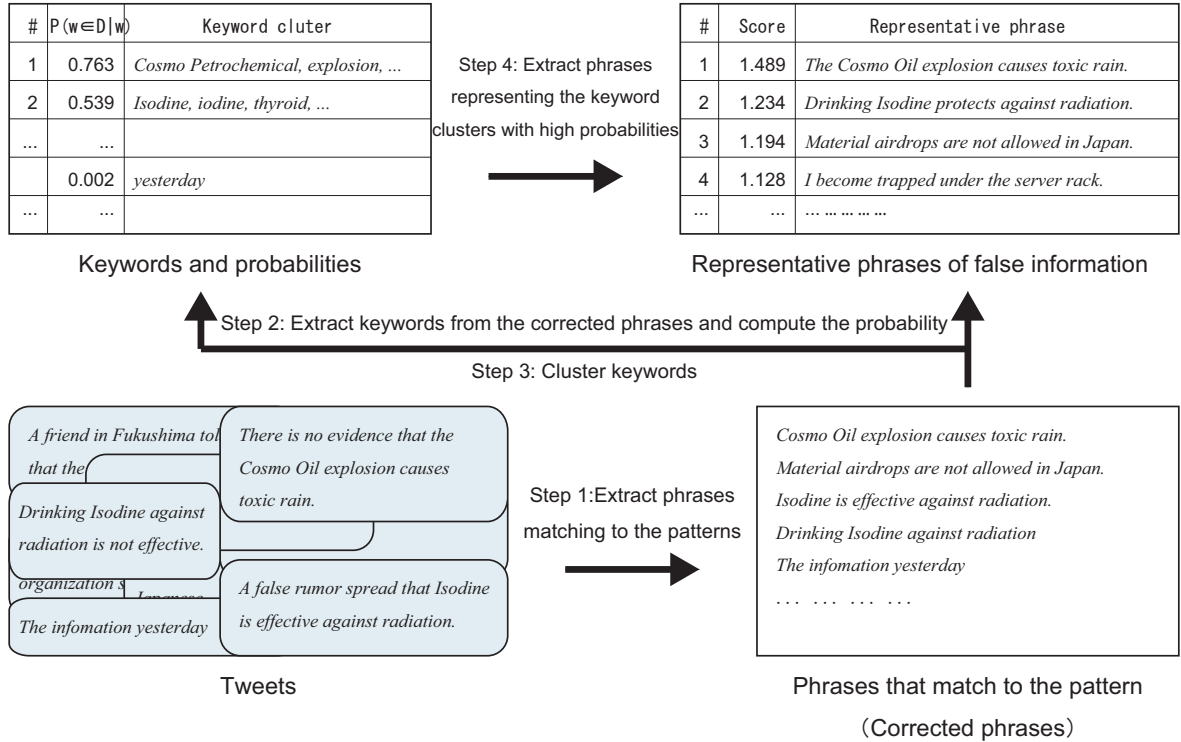 # P(w∈D|w) Keyword cluter
1 0.763 Cosmo Petrochemical, explosion, ...
2 0.539 Isodine, iodine, thyroid, ...
... ...
0.002 yesterday
... ...
Keywords and probabilities
Step 4: Extract phrases
representing the keyword
clusters with high probabilities
# Score Representative phrase
1 1.489 The Cosmo Oil explosion causes toxic rain.
2 1.234 Drinking Isodine protects against radiation.
3 1.194 Material airdrops are not allowed in Japan.
4 1.128 I become trapped under the server rack.
... ... ... ... ... ...
Representative phrases of false information
Step 2: Extract keywords from the corrected phrases and compute the probability
Step 3: Cluster keywords
A friend in Fukushima
that the
There is no evidence that the
Cosmo Oil explosion causes
toxic rain.
Drinking Isodine against
radiation is not effective.
organization
A false rumor spread that Isodine
is effective against radiation.
The infomation yesterday
Tweets
Step 1:Extract phrases
matching to the patterns
Cosmo Oil explosion causes toxic rain.
Material airdrops are not allowed in Japan.
Isodine is effective against radiation.
Drinking Isodine against radiation
The infomation yesterday
... ... ... ...
Phrases that match to the pattern
（Corrected phrases）